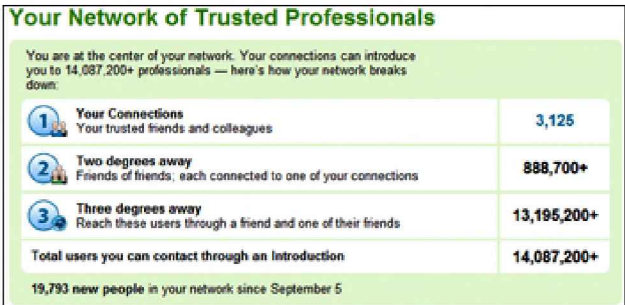 Your Network of Trusted Professionals
You are at the center of your network. Your connections can introduce
you to 14,087,200+ professionals — here's how your network breaks
down:
1 Your Connections 3,125
Your trusted friends and colleagues
2 Two degrees away 888,700+
Friends of friends; each connected to one of your connections
3 Three degrees away 13,195,200+
Reach these users through a friend and one of their friends
Total users you can contact through an Introduction 14,087,200+
19,793 new people in your network since September 5